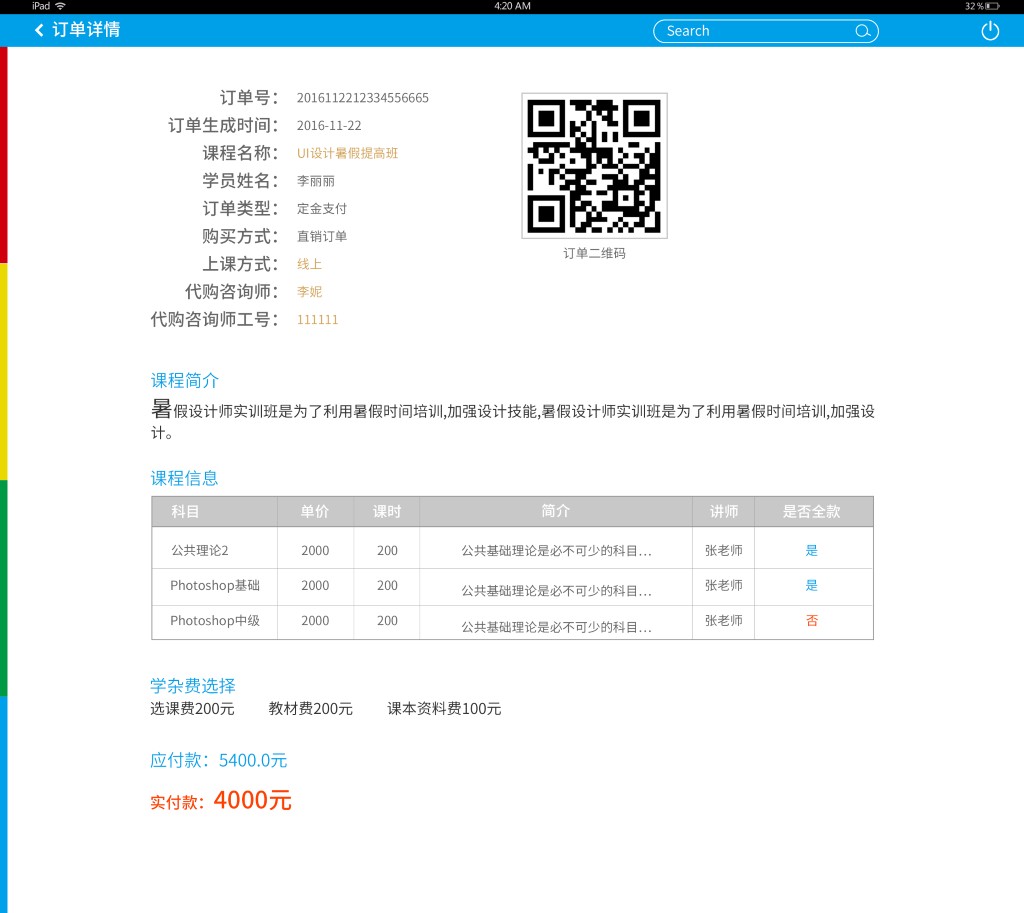 iPad 4:20 AM 32%
订单详情 Search
订单号： 2016112212334556665
订单生成时间： 2016-11-22
课程名称： UI设计暑假提高班
学员姓名： 李丽丽
订单类型： 定金支付
购买方式： 直销订单
上课方式： 线上
代购咨询师： 李妮
代购咨询师工号： 111111
订单二维码
课程简介
暑假设计师实训班是为了利用暑假时间培训,加强设计技能,暑假设计师实训班是为了利用暑假时间培训,加强设
计。
课程信息
科目 单价 课时 简介 讲师 是否全款
公共理论2 2000 200 公共基础理论是必不可少的科目... 张老师 是
Photoshop基础 2000 200 公共基础理论是必不可少的科目... 张老师 是
Photoshop中级 2000 200 公共基础理论是必不可少的科目... 张老师 否
学杂费选择
选课费200元 教材费200元 课本资料费100元
应付款：5400.0元
实付款：4000元